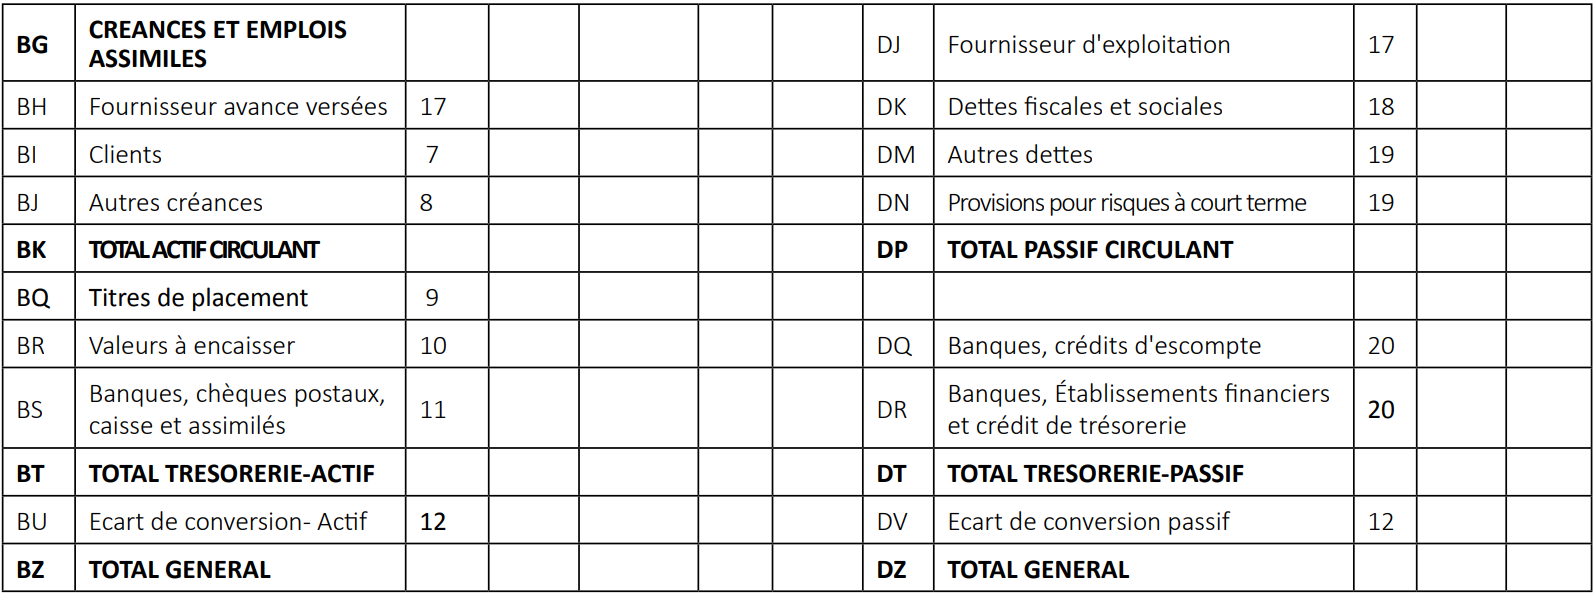 BG CREANCES ET EMPLOIS DJ Fournisseur d'exploitation 17
ASSIMILES
BH Fournisseur avance versées 17 DK Dettes fiscales et sociales 18
BI Clients 7 DM Autres dettes 19
BJ Autres créances 8 DN Provisions pour risques à court terme 19
BK TOTAL ACTIF CIRCULANT DP TOTAL PASSIF CIRCULANT
BQ Titres de placement 9
BR Valeurs à encaisser 10 DQ Banques, crédits d'escompte 20
BS Banques, chèques postaux, 11 DR Banques, Établissements financiers 20
caisse et assimilés et crédit de trésorerie
BT TOTAL TRESORERIE-ACTIF DT TOTAL TRESORERIE-PASSIF
BU Ecart de conversion- Actif 12 DV Ecart de conversion passif 12
BZ TOTAL GENERAL DZ TOTAL GENERAL